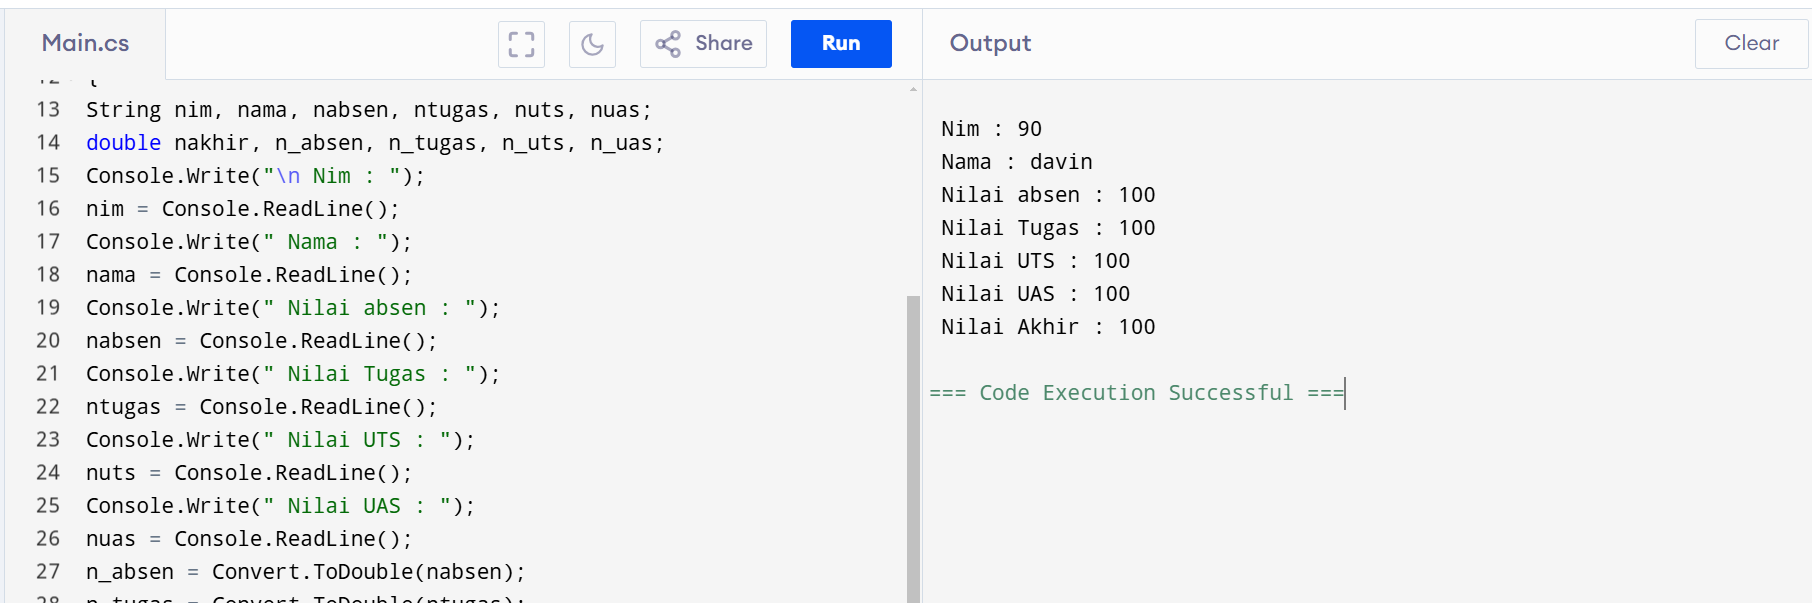 Main.cs
Share
Run
Output
Clear
13 String nim, nama, nabsen, ntugas, nuts, nuas;
14 double nakhir, n_absen, n_tugas, n_uts, n_uas;
15 Console.Write("\n Nim : ");
16 nim = Console.ReadLine();
17 Console.Write(" Nama : ");
18 nama = Console.ReadLine();
19 Console.Write(" Nilai absen : ");
20 nabsen = Console.ReadLine();
21 Console.Write(" Nilai Tugas : ");
22 ntugas = Console.ReadLine();
23 Console.Write(" Nilai UTS : ");
24 nuts = Console.ReadLine();
25 Console.Write(" Nilai UAS : ");
26 nuas = Console.ReadLine();
27 n_absen = Convert.ToDouble(nabsen);
28 n_tugas = Convert.ToDouble(ntugas);
Nim : 90
Nama : davin
Nilai absen : 100
Nilai Tugas : 100
Nilai UTS : 100
Nilai UAS : 100
Nilai Akhir : 100
=== Code Execution Successful ===